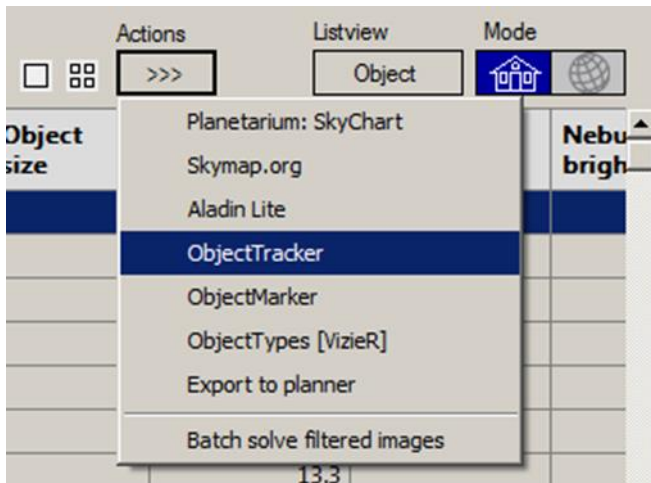 Actions Listview Mode
>>> Object
Object
size
Nebu
brigh
Planetarium: SkyChart
Skymap.org
Aladin Lite
ObjectTracker
ObjectMarker
ObjectTypes [VizieR]
Export to planner
Batch solve filtered images
13.3